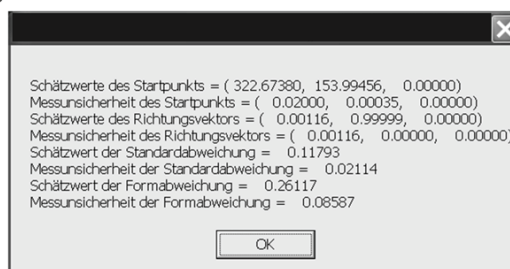 Schätzwerte des Startpunkts = ( 322.67380, 153.99456, 0.00000)
Messunsicherheit des Startpunkts = ( 0.02000, 0.00035, 0.00000)
Schätzwerte des Richtungsvektors = ( 0.00116, 0.99999, 0.00000)
Messunsicherheit des Richtungsvektors = ( 0.00116, 0.00000, 0.00000)
Schätzwert der Standardabweichung = 0.11793
Messunsicherheit der Standardabweichung = 0.02114
Schätzwert der Formabweichung = 0.26117
Messunsicherheit der Formabweichung = 0.08587
OK